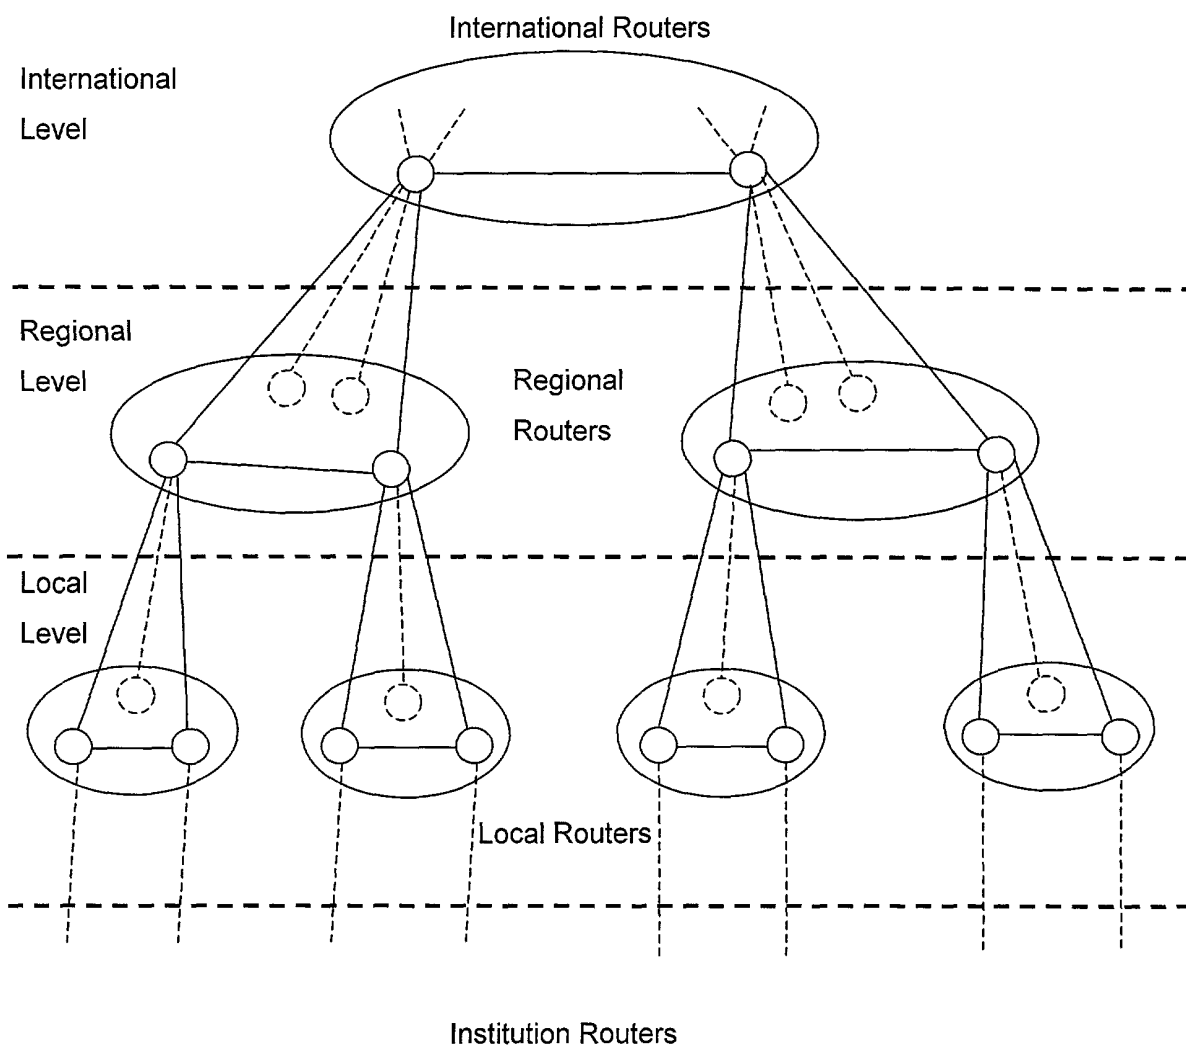 International Routers
International
Level
Regional
Level
Regional
Routers
Local
Level
Local Routers
Institution Routers